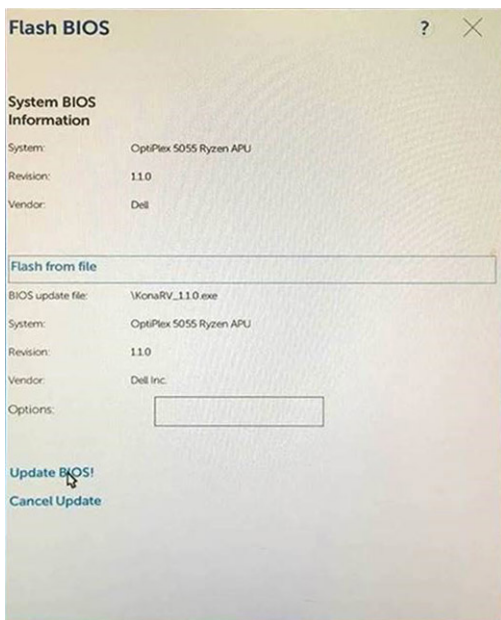 Flash BIOS
?
System BIOS
Information
System: OptiPlex 5055 Ryzen APU
Revision: 1.1.0
Vendor: Dell
Flash from file
BIOS update file: \KonaRV_1.1.0.exe
System: OptiPlex 5055 Ryzen APU
Revision: 1.1.0
Vendor: Dell Inc.
Options:
Update BIOS!
Cancel Update